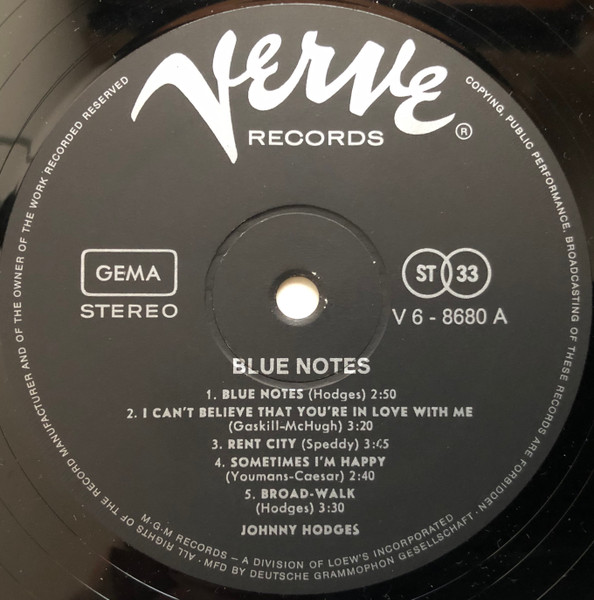 Verve
RECORDS
®
ALL RIGHTS OF THE RECORD MANUFACTURER AND OF THE OWNER OF THE WORK RECORDED RESERVED
COPYING, PUBLIC PERFORMANCE, BROADCASTING OF THESE RECORDS ARE FORBIDDEN
GEMA
STEREO
ST 33
V 6 - 8680 A
BLUE NOTES
1. BLUE NOTES (Hodges) 2:50
2. I CAN'T BELIEVE THAT YOU'RE IN LOVE WITH ME
(Gaskill-McHugh) 3:20
3. RENT CITY (Speddy) 3:45
4. SOMETIMES I'M HAPPY
(Youmans-Caesar) 2:40
5. BROAD-WALK
(Hodges) 3:30
JOHNNY HODGES
M·G·M RECORDS – A DIVISION OF LOEW'S INCORPORATED
· MFD BY DEUTSCHE GRAMMOPHON GESELLSCHAFT ·